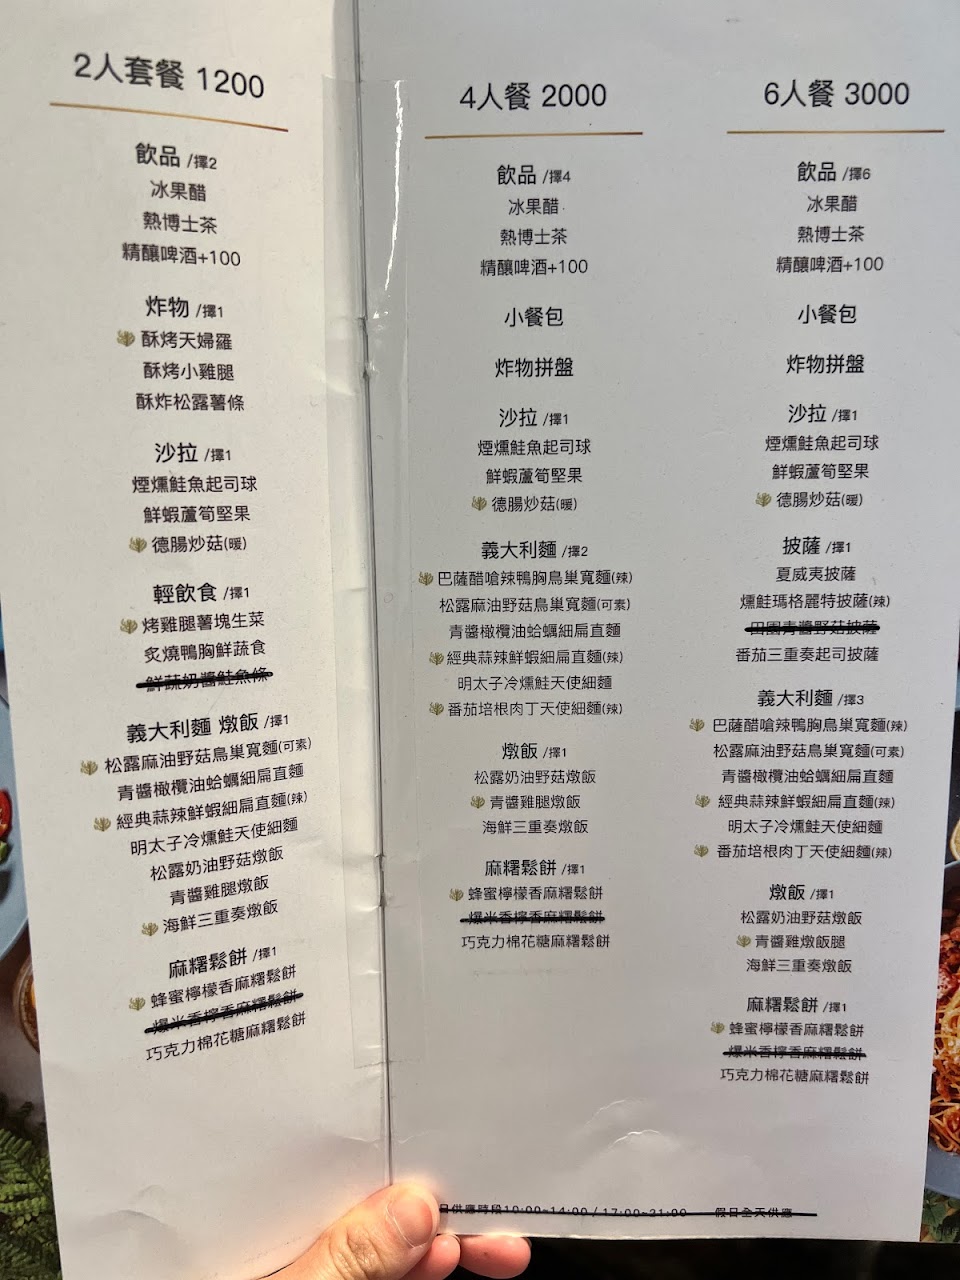 2人套餐 1200
飲品 /擇2
冰果醋
熱博士茶
精釀啤酒+100
炸物 /擇1
酥烤天婦羅
酥烤小雞腿
酥炸松露薯條
沙拉 /擇1
煙燻鮭魚起司球
鮮蝦蘆筍堅果
德腸炒菇(暖)
輕飲食 /擇1
烤雞腿薯塊生菜
炙燒鴨胸鮮蔬食
鮮蔬奶醬鮭魚條
義大利麵 燉飯 /擇1
松露麻油野菇鳥巢寬麵(可素)
青醬橄欖油蛤蠣細扁直麵
經典蒜辣鮮蝦細扁直麵(辣)
明太子冷燻鮭天使細麵
松露奶油野菇燉飯
青醬雞腿燉飯
海鮮三重奏燉飯
麻糬鬆餅 /擇1
蜂蜜檸檬香麻糬鬆餅
爆米香檸香麻糬鬆餅
巧克力棉花糖麻糬鬆餅
4人餐 2000
飲品 /擇4
冰果醋
熱博士茶
精釀啤酒+100
小餐包
炸物拼盤
沙拉 /擇1
煙燻鮭魚起司球
鮮蝦蘆筍堅果
德腸炒菇(暖)
義大利麵 /擇2
巴薩醋嗆辣鴨胸鳥巢寬麵(辣)
松露麻油野菇鳥巢寬麵(可素)
青醬橄欖油蛤蠣細扁直麵
經典蒜辣鮮蝦細扁直麵(辣)
明太子冷燻鮭天使細麵
番茄培根肉丁天使細麵(辣)
燉飯 /擇1
松露奶油野菇燉飯
青醬雞腿燉飯
海鮮三重奏燉飯
麻糬鬆餅 /擇1
蜂蜜檸檬香麻糬鬆餅
爆米香檸香麻糬鬆餅
巧克力棉花糖麻糬鬆餅
6人餐 3000
飲品 /擇6
冰果醋
熱博士茶
精釀啤酒+100
小餐包
炸物拼盤
沙拉 /擇1
煙燻鮭魚起司球
鮮蝦蘆筍堅果
德腸炒菇(暖)
披薩 /擇1
夏威夷披薩
燻鮭瑪格麗特披薩(辣)
田園青醬野菇披薩
番茄三重奏起司披薩
義大利麵 /擇3
巴薩醋嗆辣鴨胸鳥巢寬麵(辣)
松露麻油野菇鳥巢寬麵(可素)
青醬橄欖油蛤蠣細扁直麵
經典蒜辣鮮蝦細扁直麵(辣)
明太子冷燻鮭天使細麵
番茄培根肉丁天使細麵(辣)
燉飯 /擇1
松露奶油野菇燉飯
青醬雞燉飯腿
海鮮三重奏燉飯
麻糬鬆餅 /擇1
蜂蜜檸檬香麻糬鬆餅
爆米香檸香麻糬鬆餅
巧克力棉花糖麻糬鬆餅
日供應時段10:00~14:00 / 17:00~21:00 假日全天供應